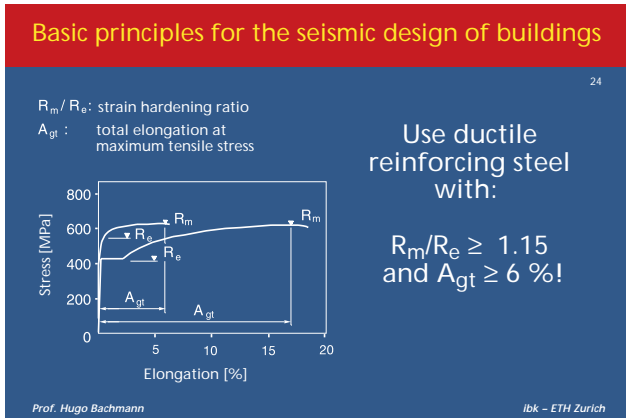 Basic principles for the seismic design of buildings
24
Rm/Re: strain hardening ratio
Agt: total elongation at
maximum tensile stress
Use ductile
reinforcing steel
with:
Rm/Re ≥ 1.15
and Agt ≥ 6 %!
Stress [MPa]
800
600
400
200
0
Rm
Re
Rm
Re
Agt
Agt
5
10
15
20
Elongation [%]
Prof. Hugo Bachmann
ibk – ETH Zurich